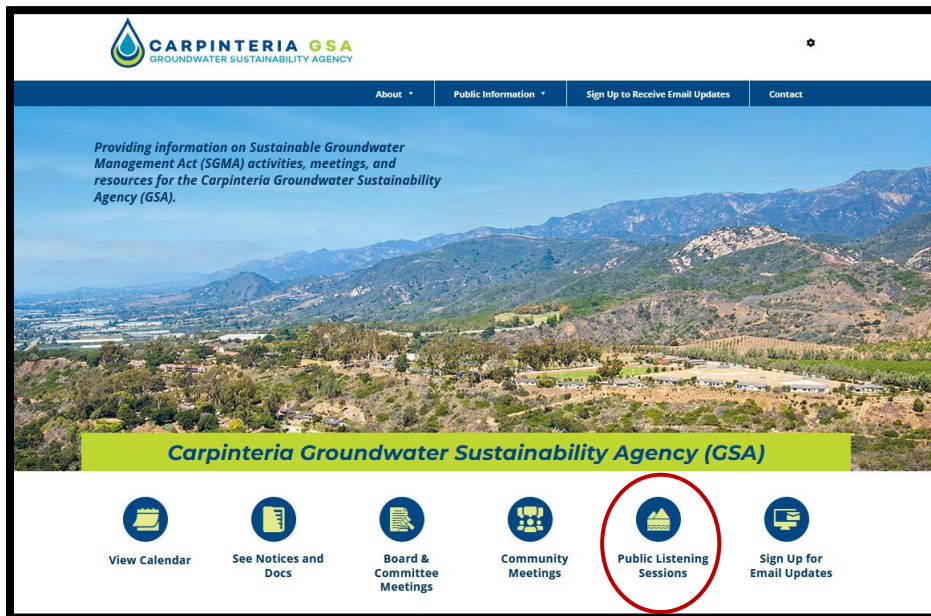 CARPINTERIA GSA
GROUNDWATER SUSTAINABILITY AGENCY
About
Public Information
Sign Up to Receive Email Updates
Contact
Providing information on Sustainable Groundwater
Management Act (SGMA) activities, meetings, and
resources for the Carpinteria Groundwater Sustainability
Agency (GSA).
Carpinteria Groundwater Sustainability Agency (GSA)
View Calendar
See Notices and
Docs
Board &
Committee
Meetings
Community
Meetings
Public Listening
Sessions
Sign Up for
Email Updates